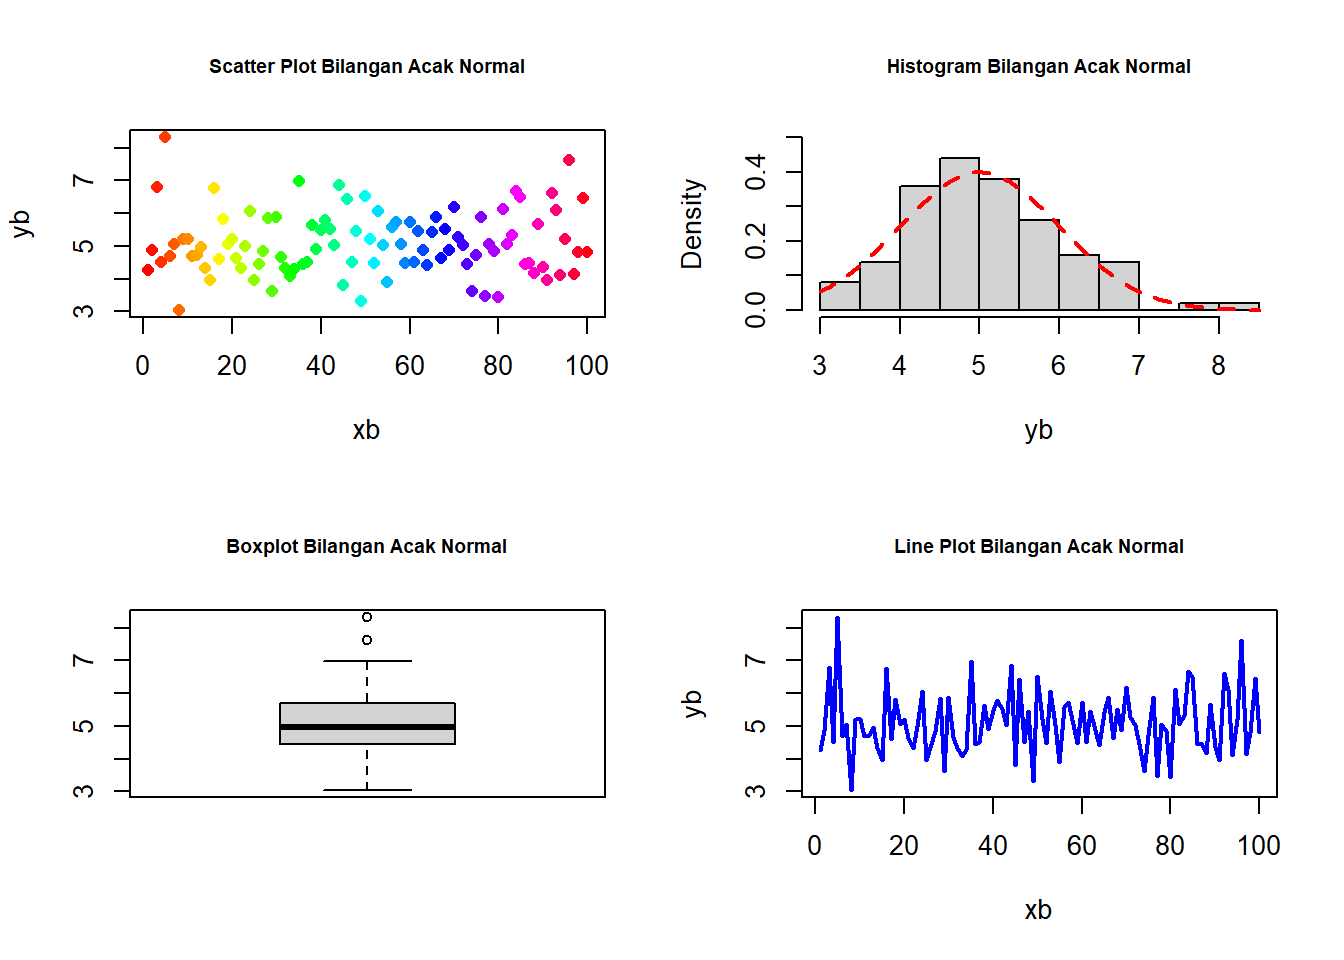 Scatter Plot Bilangan Acak Normal
yb
7
5
3
0 20 40 60 80 100
xb
Histogram Bilangan Acak Normal
Density
0.4
0.2
0.0
3 4 5 6 7 8
yb
Boxplot Bilangan Acak Normal
7
5
3
Line Plot Bilangan Acak Normal
yb
7
5
3
0 20 40 60 80 100
xb